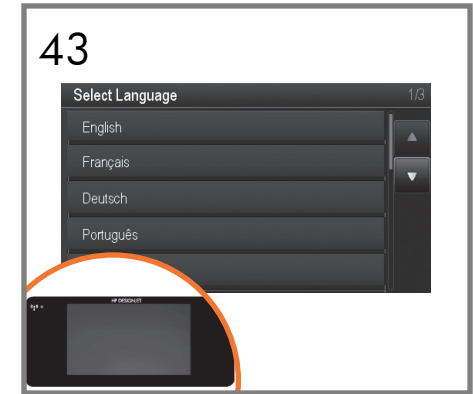 43
Select Language 1/3
English
Français
Deutsch
Português
HP DESIGNJET